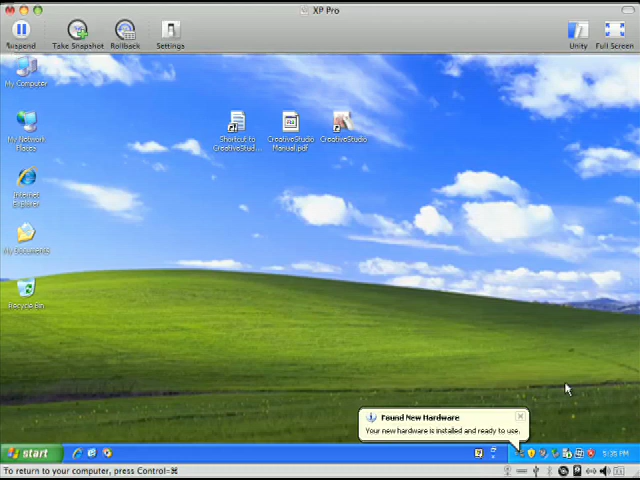 XP Pro
Suspend
Take Snapshot
Rollback
Settings
Unity
Full Screen
My Computer
My Network
Places
Internet
Explorer
My Documents
Recycle Bin
Shortcut to
CreativeStud...
CreativeStudio
Manual.pdf
CreativeStudio
Found New Hardware
Your new hardware is installed and ready to use.
start
5:35 PM
To return to your computer, press Control-⌘